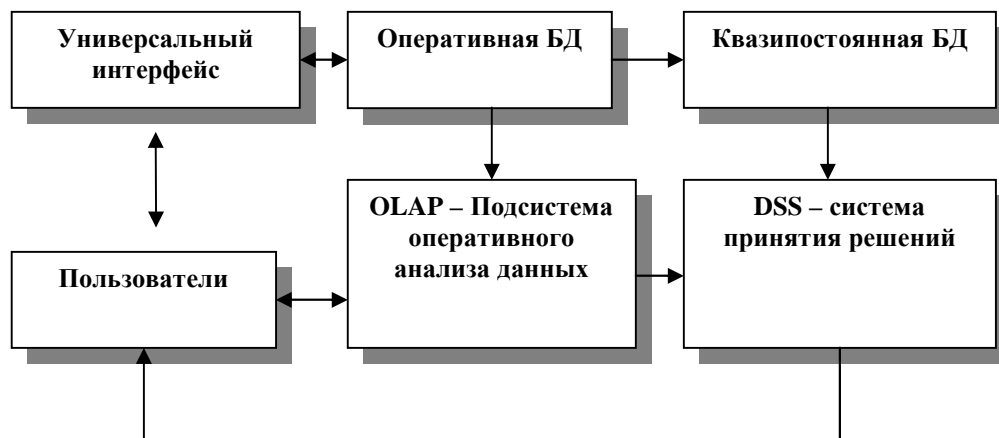 Универсальный
интерфейс
Оперативная БД
Квазипостоянная БД
OLAP – Подсистема
оперативного
анализа данных
DSS – система
принятия решений
Пользователи